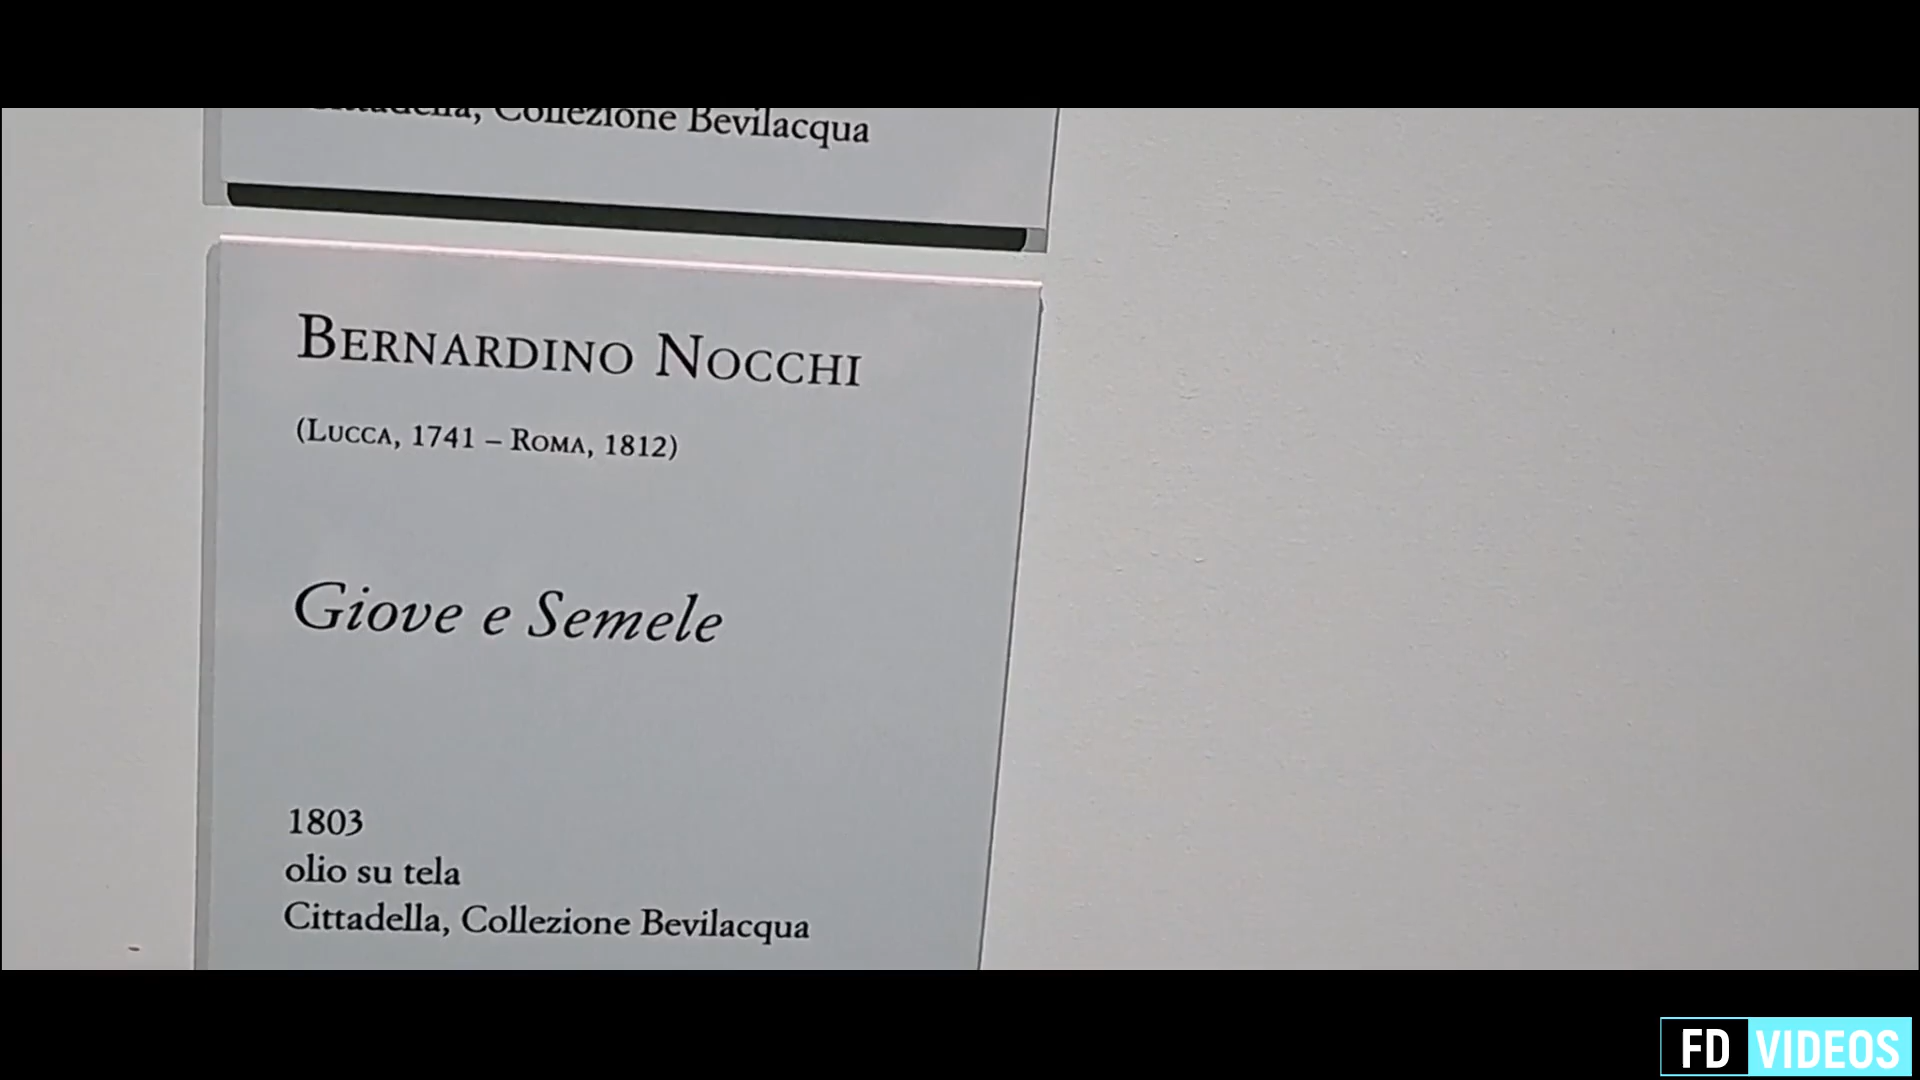 Cittadella, Collezione Bevilacqua
BERNARDINO NOCCHI
(LUCCA, 1741 – ROMA, 1812)
Giove e Semele
1803
olio su tela
Cittadella, Collezione Bevilacqua
FD VIDEOS